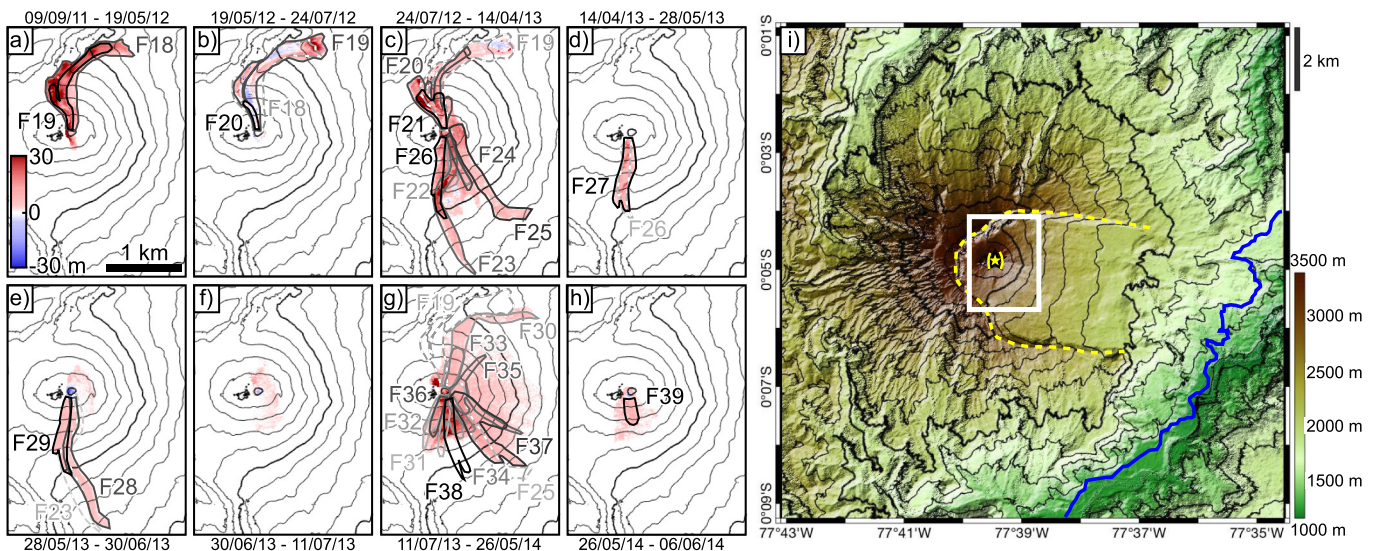 09/09/11 - 19/05/12
19/05/12 - 24/07/12
24/07/12 - 14/04/13
14/04/13 - 28/05/13
a)
F18
F19
30
0
-30 m
1 km
b)
F19
F18
F20
c)
F19
F20
F21
F26
F24
F22
F25
F23
d)
F27
F26
e)
F29
F28
F23
f)
g)
F19
F30
F33
F35
F36
F32
F31
F37
F34
F25
F38
h)
F39
28/05/13 - 30/06/13
30/06/13 - 11/07/13
11/07/13 - 26/05/14
26/05/14 - 06/06/14
i)
0°01'S
0°03'S
0°05'S
0°07'S
0°09'S
77°43'W
77°41'W
77°39'W
77°37'W
77°35'W
2 km
3500 m
3000 m
2500 m
2000 m
1500 m
1000 m